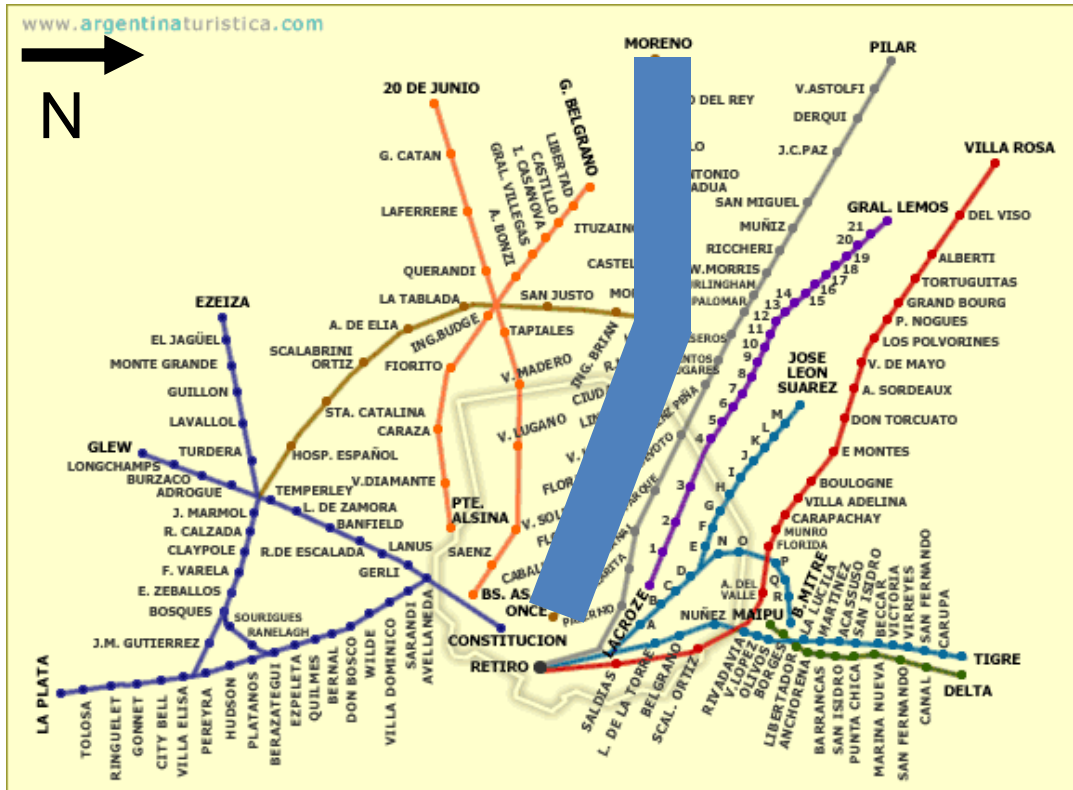 www.argentinaturistica.com
N
MORENO
PILAR
20 DE JUNIO
G. BELGRANO
VILLA ROSA
V.ASTOLFI
DERQUI
J.C.PAZ
SAN MIGUEL
MUÑIZ
RICCHERI
W.MORRIS
PALOMAR
DEL REY
G. CATAN
LAFERRERE
QUERANDI
LA TABLADA
LIBERTAD
CASTILLO
I. CASANOVA
GRAL. VILLEGAS
A. BONZI
SAN JUSTO
GRAL. LEMOS
21
20
19
18
17
16
15
14
13
12
11
10
9
8
7
6
5
4
3
2
1
DEL VISO
ALBERTI
TORTUGUITAS
GRAND BOURG
P. NOGUES
LOS POLVORINES
V. DE MAYO
A. SORDEAUX
DON TORCUATO
E MONTES
BOULOGNE
VILLA ADELINA
CARAPACHAY
MUNRO
FLORIDA
A. DEL
VALLE
JOSE
LEON
SUAREZ
M
L
K
J
I
H
G
F
E
D
C
B
A
N
O
P
Q
R
EZEIZA
EL JAGÜEL
MONTE GRANDE
GUILLON
LAVALLOL
TURDERA
A. DE ELIA
SCALABRINI
ORTIZ
STA. CATALINA
HOSP. ESPAÑOL
ING.BUDGE
FIORITO
CARAZA
V.DIAMANTE
PTE.
ALSINA
TAPIALES
V. MADERO
V. LUGANO
ING. BRIAN
SAENZ
BS. AS.
ONCE
GLEW
LONGCHAMPS
BURZACO
ADROGUE
TEMPERLEY
L. DE ZAMORA
BANFIELD
R.DE ESCALADA
LANUS
GERLI
J. MARMOL
R. CALZADA
CLAYPOLE
F. VARELA
E. ZEBALLOS
BOSQUES
SOURIGUES
RANELAGH
J.M. GUTIERREZ
CONSTITUCION
RETIRO
LACROZE
NUÑEZ
MAIPU
B. MITRE
LA PLATA
TOLOSA
RINGUELET
GONNET
CITY BELL
VILLA ELISA
PEREYRA
HUDSON
PLATANOS
BERAZATEGUI
EZPELETA
QUILMES
BERNAL
DON BOSCO
WILDE
VILLA DOMINICO
SARANDI
AVELLANEDA
SALDIAS
L. DE LA TORRE
BELGRANO
SCAL. ORTIZ
RIVADAVIA
V.LOPEZ
OLIVOS
BORGES
LIBERTADOR
ANCHORENA
BARRANCAS
SAN ISIDRO
PUNTA CHICA
MARINA NUEVA
SAN FERNANDO
CANAL
DELTA
LA LUCILA
MARTINEZ
ACASSUSO
SAN ISIDRO
BECCAR
VICTORIA
VIRREYES
SAN FERNANDO
CARUPA
TIGRE